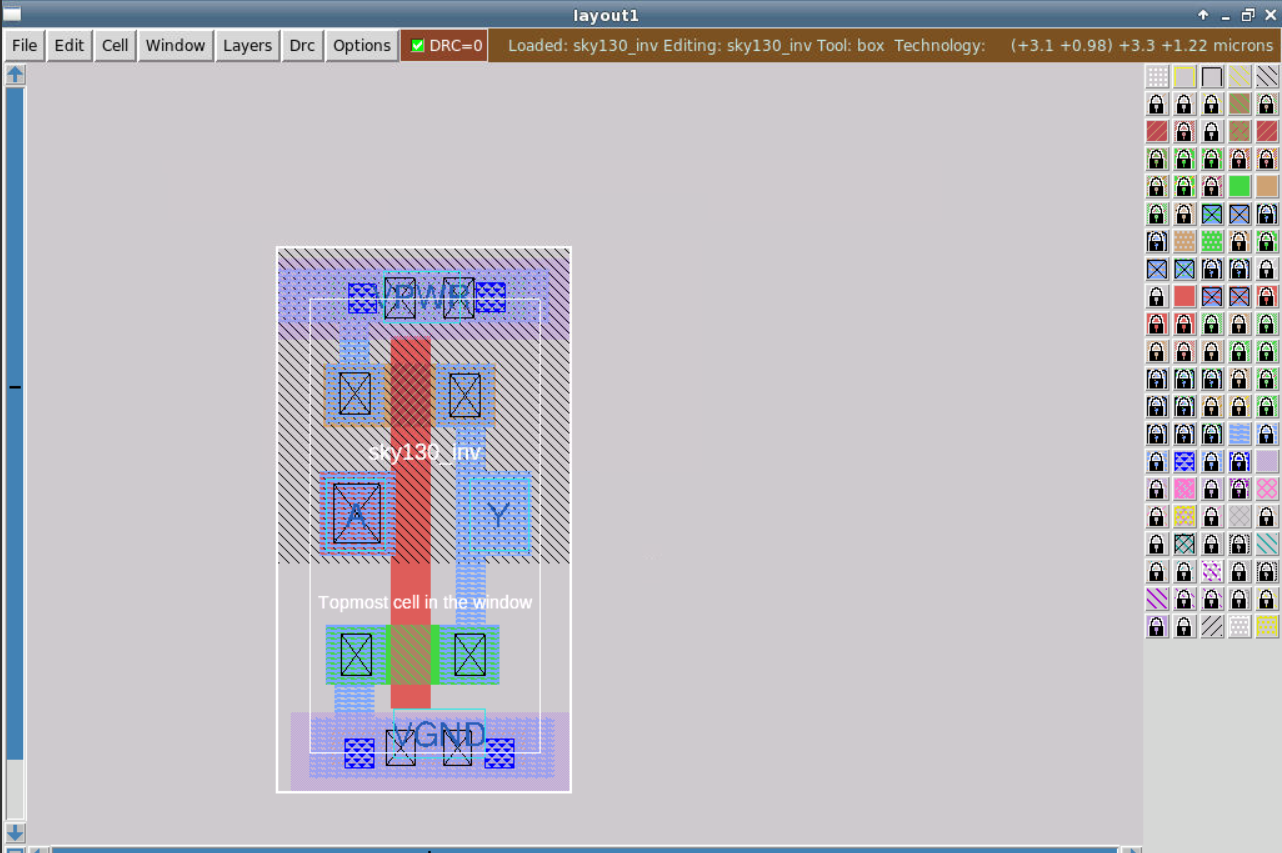 layout1
File Edit Cell Window Layers Drc Options DRC=0 Loaded: sky130_inv Editing: sky130_inv Tool: box Technology: (+3.1 +0.98) +3.3 +1.22 microns
VPWR
sky130_inv
A Y
Topmost cell in the window
VGND